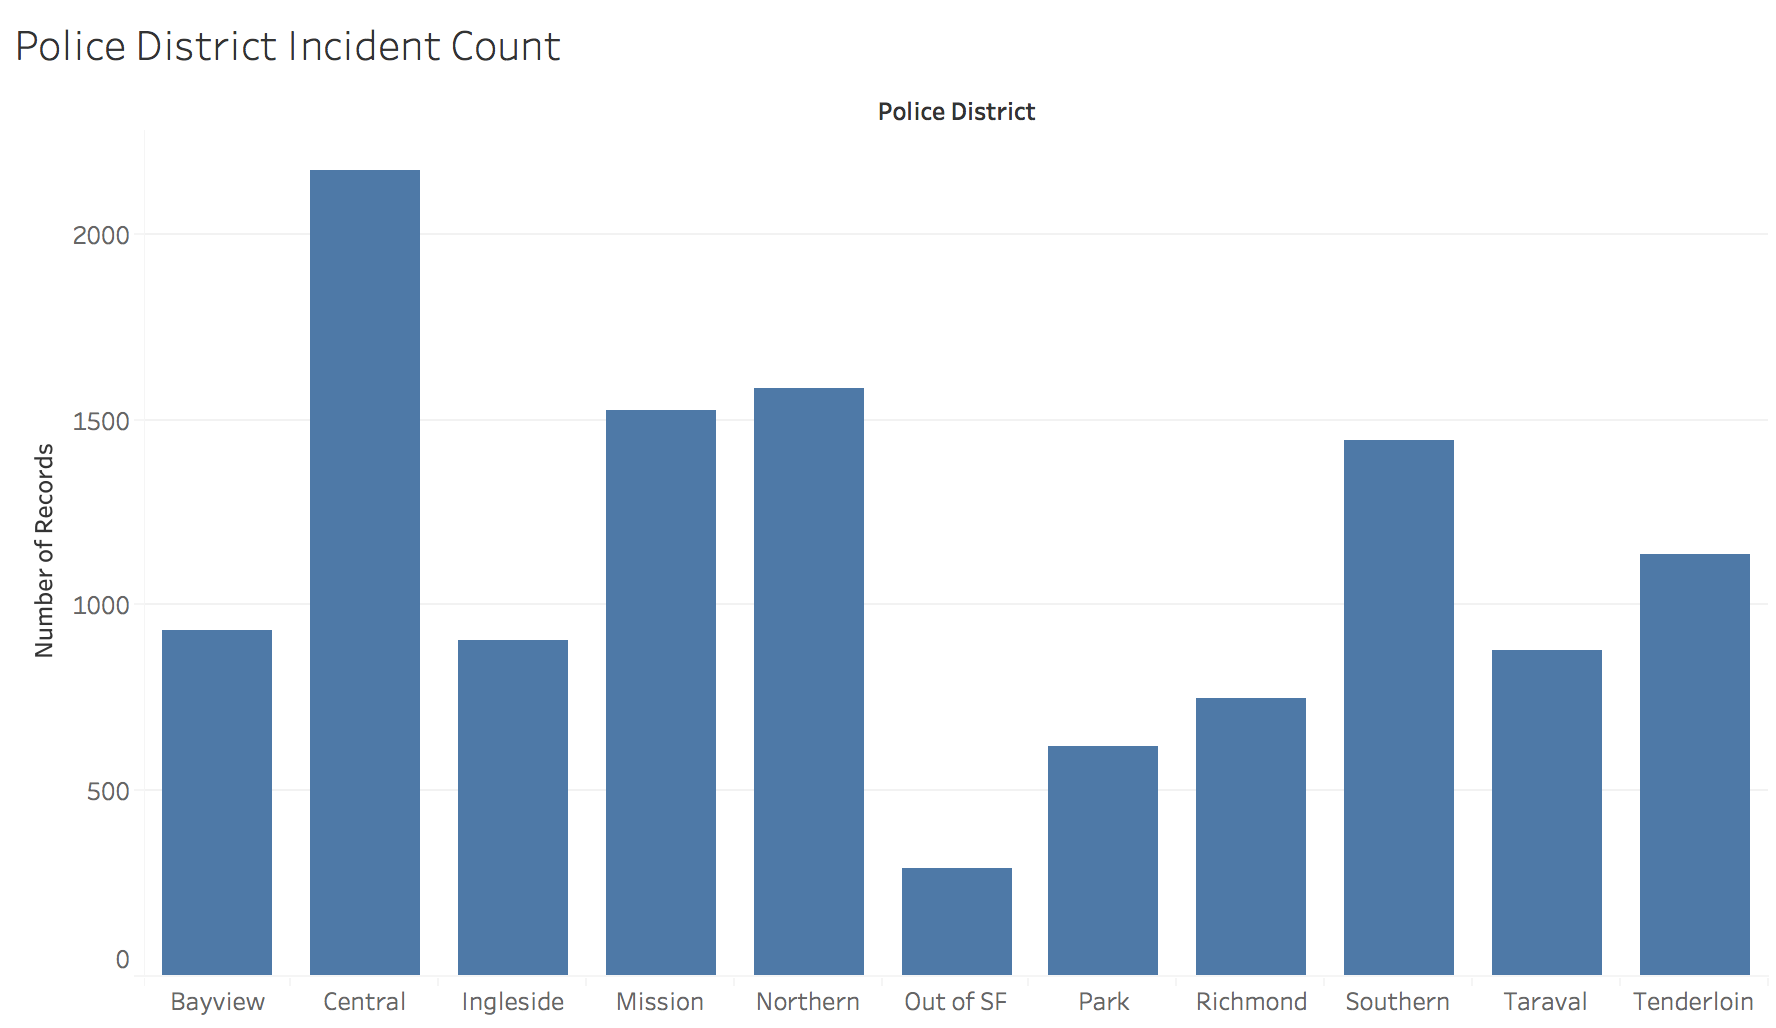 Police District Incident Count
Police District
Number of Records
2000
1500
1000
500
0
Bayview Central Ingleside Mission Northern Out of SF Park Richmond Southern Taraval Tenderloin